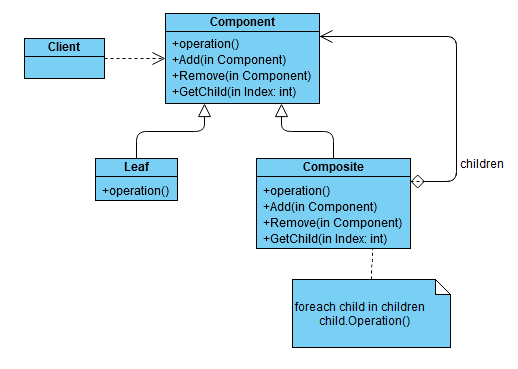 Component
+operation()
+Add(in Component)
+Remove(in Component)
+GetChild(in Index: int)
Client
children
Leaf
+operation()
Composite
+operation()
+Add(in Component)
+Remove(in Component)
+GetChild(in Index: int)
foreach child in children
child.Operation()